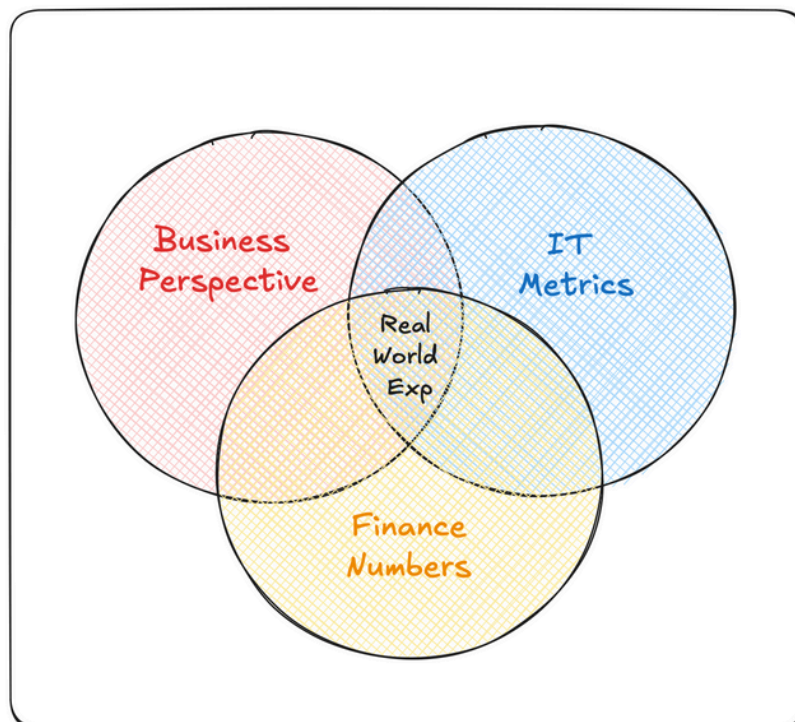 Business
Perspective
IT
Metrics
Real
World
Exp
Finance
Numbers